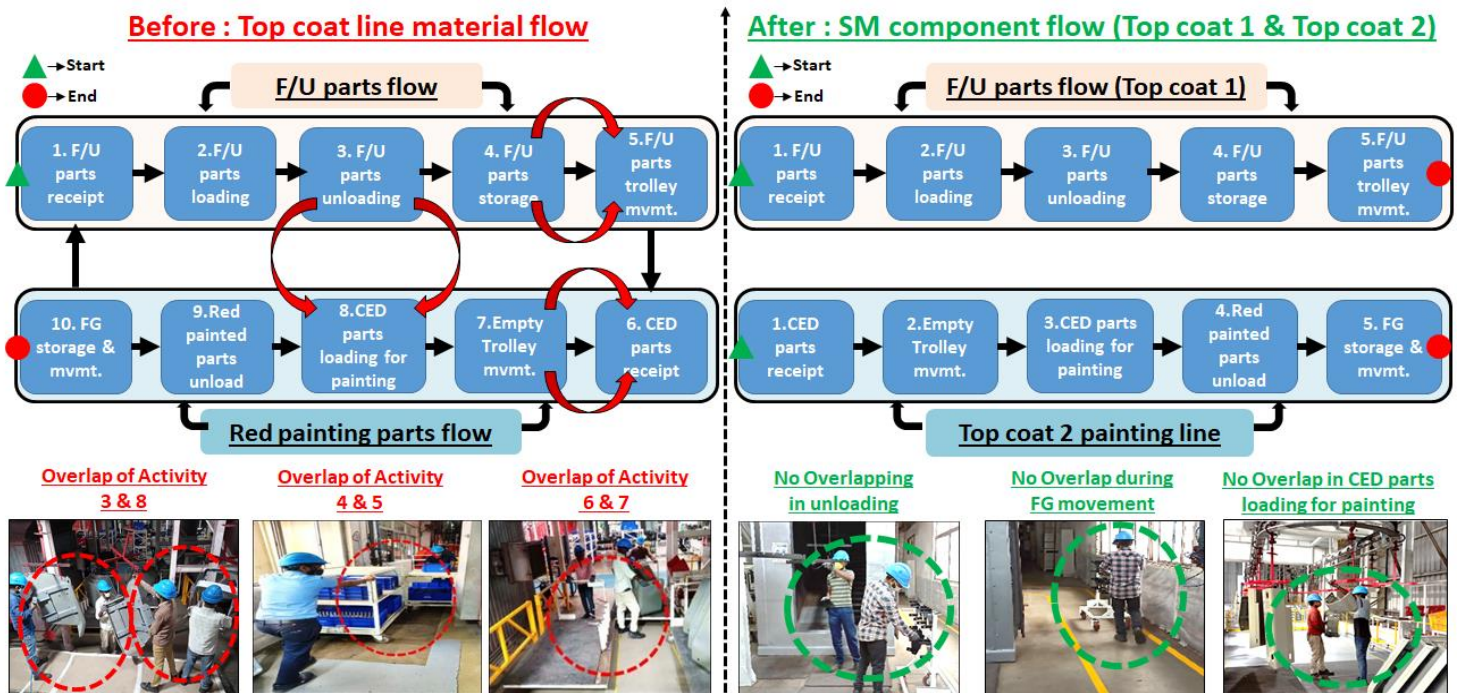 Before : Top coat line material flow
→Start
→End
F/U parts flow
1. F/U
parts
receipt
2.F/U
parts
loading
3. F/U
parts
unloading
4. F/U
parts
storage
5.F/U
parts
trolley
mvmt.
10. FG
storage &
mvmt.
9.Red
painted
parts
unload
8.CED
parts
loading for
painting
7.Empty
Trolley
mvmt.
6. CED
parts
receipt
Red painting parts flow
Overlap of Activity
3 & 8
Overlap of Activity
4 & 5
Overlap of Activity
6 & 7
After : SM component flow (Top coat 1 & Top coat 2)
→Start
→End
F/U parts flow (Top coat 1)
1. F/U
parts
receipt
2.F/U
parts
loading
3. F/U
parts
unloading
4. F/U
parts
storage
5.F/U
parts
trolley
mvmt.
1.CED
parts
receipt
2.Empty
Trolley
mvmt.
3.CED parts
loading for
painting
4.Red
painted
parts
unload
5. FG
storage &
mvmt.
Top coat 2 painting line
No Overlapping
in unloading
No Overlap during
FG movement
No Overlap in CED parts
loading for painting